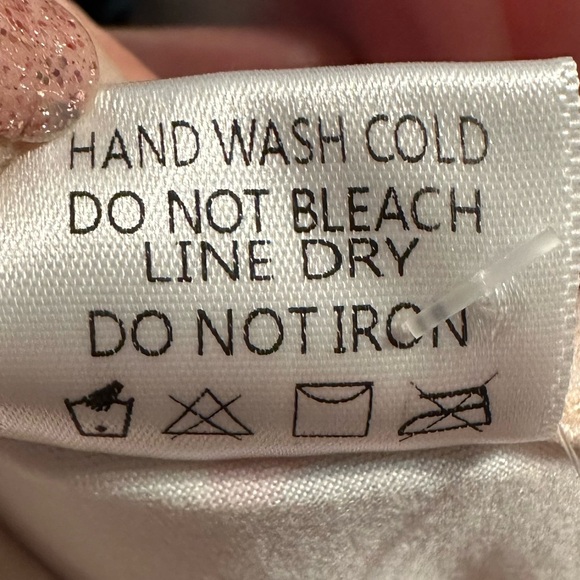 HAND WASH COLD
DO NOT BLEACH
LINE DRY
DO NOT IRON